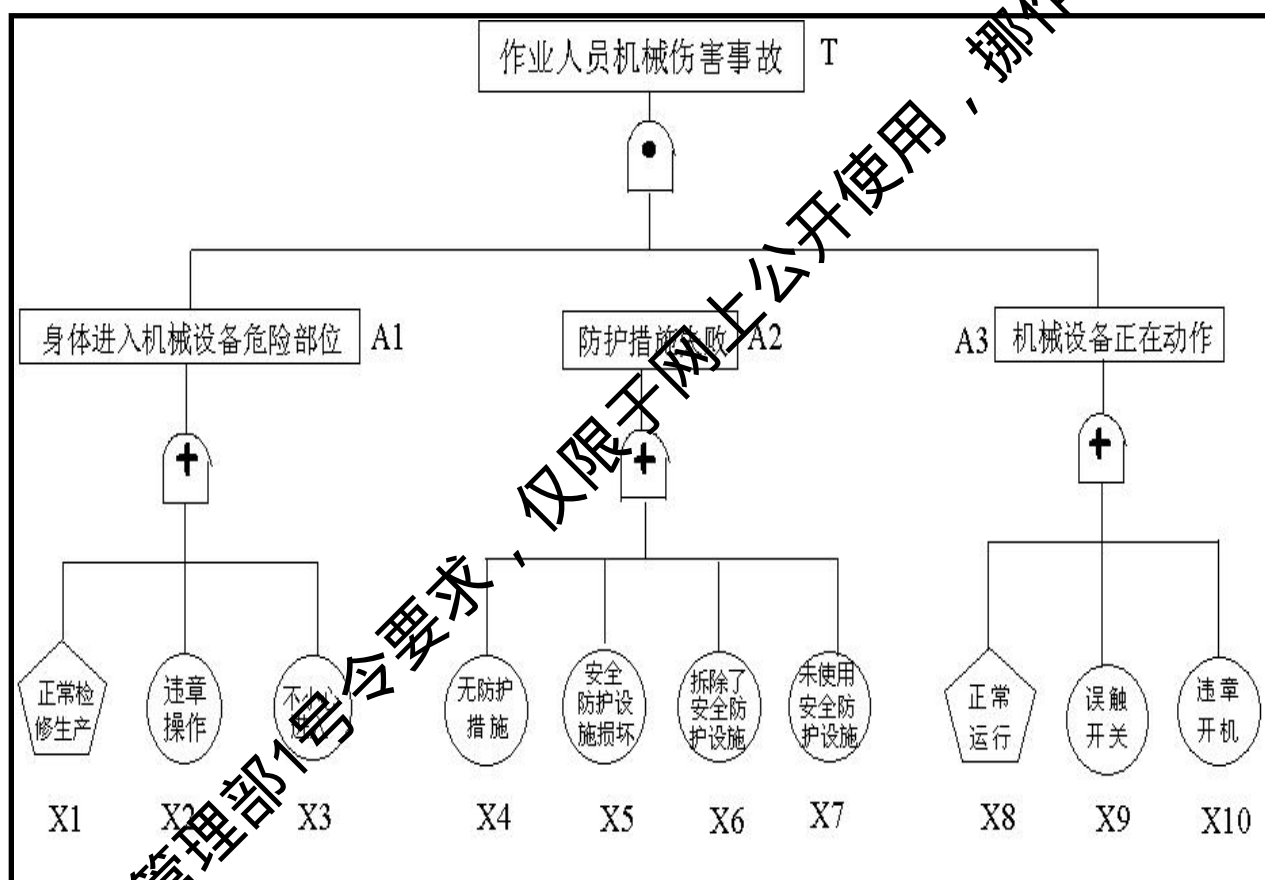 作业人员机械伤害事故 T
身体进入机械设备危险部位 A1
防护措施失败 A2
A3 机械设备正在动作
正常检
修生产
违章
操作
不小心
无防护
措施
安全
防护设
施损坏
拆除了
安全防
护设施
未使用
安全防
护设施
正常
运行
误触
开关
违章
开机
X1 X2 X3 X4 X5 X6 X7 X8 X9 X10
管理部1号令要求，仅限于网上公开使用，挪作